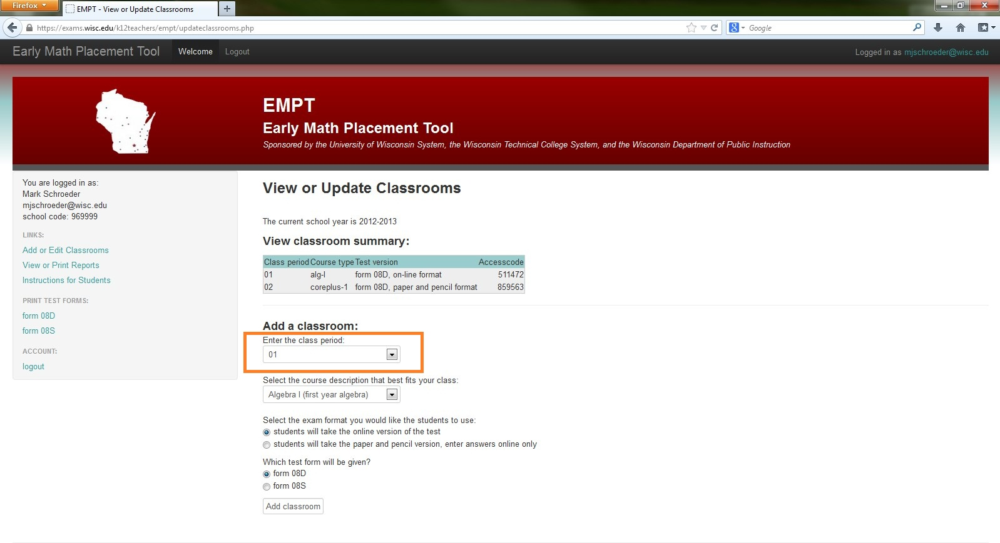 Firefox
EMPT - View or Update Classrooms
https://exams.wisc.edu/k12teachers/empt/updateclassrooms.php
Google
Early Math Placement Tool Welcome Logout
Logged in as mjschroeder@wisc.edu
EMPT
Early Math Placement Tool
Sponsored by the University of Wisconsin System, the Wisconsin Technical College System, and the Wisconsin Department of Public Instruction
You are logged in as:
Mark Schroeder
mjschroeder@wisc.edu
school code: 969999
LINKS:
Add or Edit Classrooms
View or Print Reports
Instructions for Students
PRINT TEST FORMS:
form 08D
form 08S
ACCOUNT:
logout
View or Update Classrooms
The current school year is 2012-2013
View classroom summary:
Class period Course type Test version Accesscode
01 alg-I form 08D, on-line format 511472
02 coreplus-1 form 08D, paper and pencil format 859563
Add a classroom:
Enter the class period:
01
Select the course description that best fits your class:
Algebra I (first year algebra)
Select the exam format you would like the students to use:
students will take the online version of the test
students will take the paper and pencil version, enter answers online only
Which test form will be given?
form 08D
form 08S
Add classroom